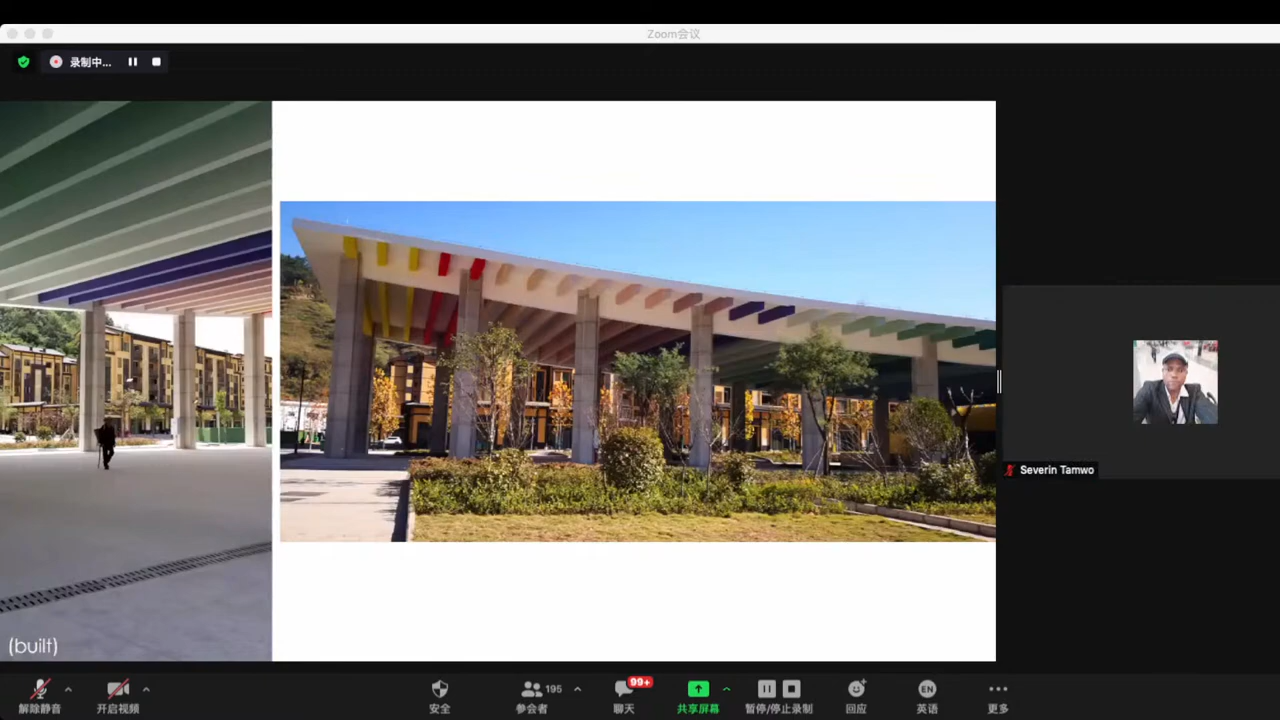 Zoom会议
录制中...
Severin Tamwo
(built)
解除静音
开启视频
安全
195
参会者
99+
聊天
共享屏幕
暂停/停止录制
回应
EN
英语
更多